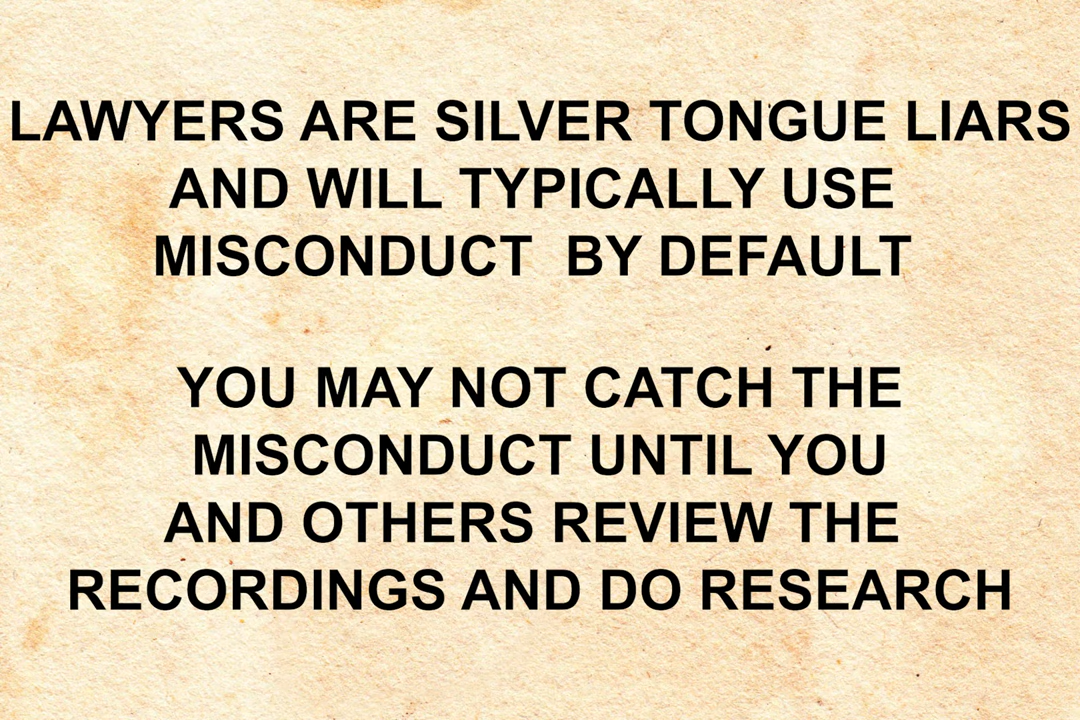 LAWYERS ARE SILVER TONGUE LIARS
AND WILL TYPICALLY USE
MISCONDUCT  BY DEFAULT
YOU MAY NOT CATCH THE
MISCONDUCT UNTIL YOU
AND OTHERS REVIEW THE
RECORDINGS AND DO RESEARCH